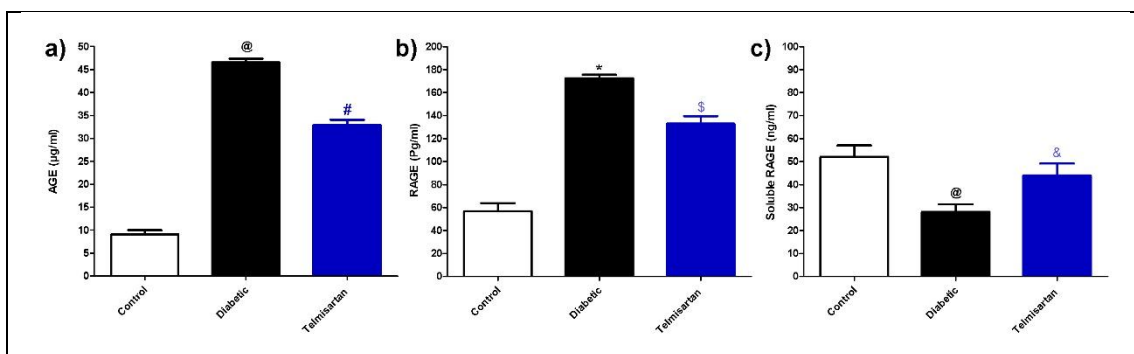 a)
AGE (µg/ml)
50
45
40
35
30
25
20
15
10
5
0
@
#
Control
Diabetic
Telmisartan
b)
RAGE (Pg/ml)
200
180
160
140
120
100
80
60
40
20
0
*
$
Control
Diabetic
Telmisartan
c)
Soluble RAGE (ng/ml)
100
90
80
70
60
50
40
30
20
10
0
@
&
Control
Diabetic
Telmisartan